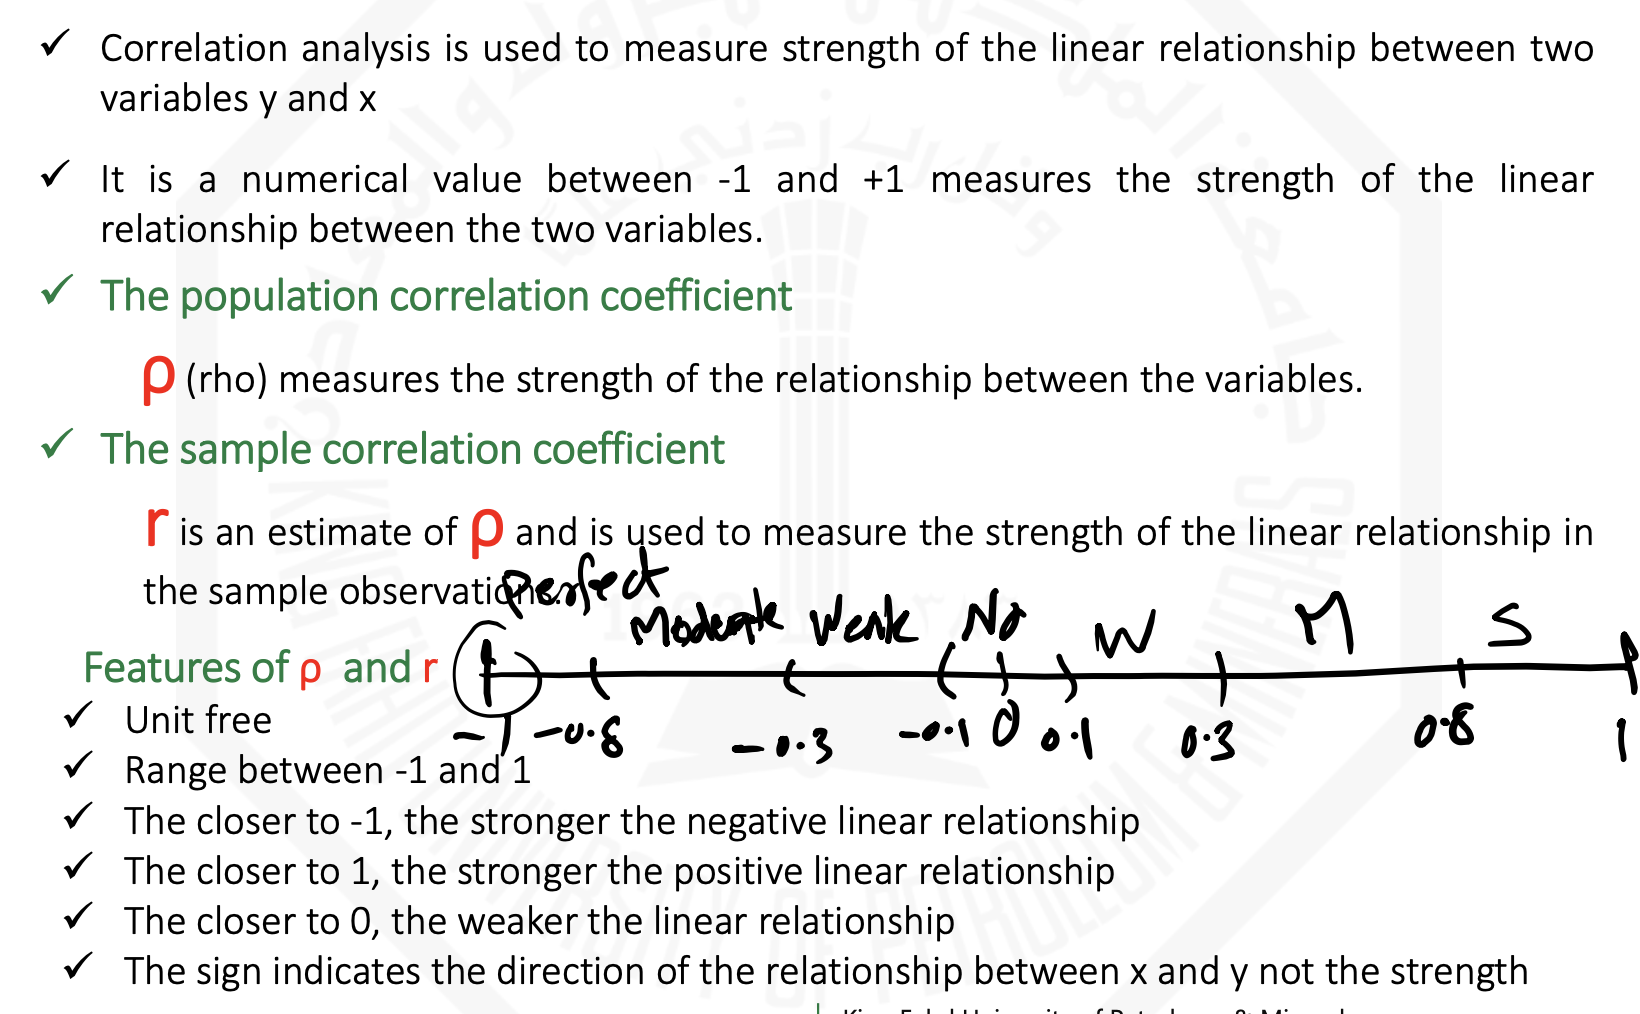 ✓ Correlation analysis is used to measure strength of the linear relationship between two
variables y and x
✓ It is a numerical value between -1 and +1 measures the strength of the linear
relationship between the two variables.
✓ The population correlation coefficient
ρ (rho) measures the strength of the relationship between the variables.
✓ The sample correlation coefficient
r is an estimate of ρ and is used to measure the strength of the linear relationship in
the sample observations.
Perfect Moderate Weak No W M S
Features of ρ and r
-1 -0.8 -0.3 -0.1 0 0.1 0.3 0.8 1
✓ Unit free
✓ Range between -1 and 1
✓ The closer to -1, the stronger the negative linear relationship
✓ The closer to 1, the stronger the positive linear relationship
✓ The closer to 0, the weaker the linear relationship
✓ The sign indicates the direction of the relationship between x and y not the strength